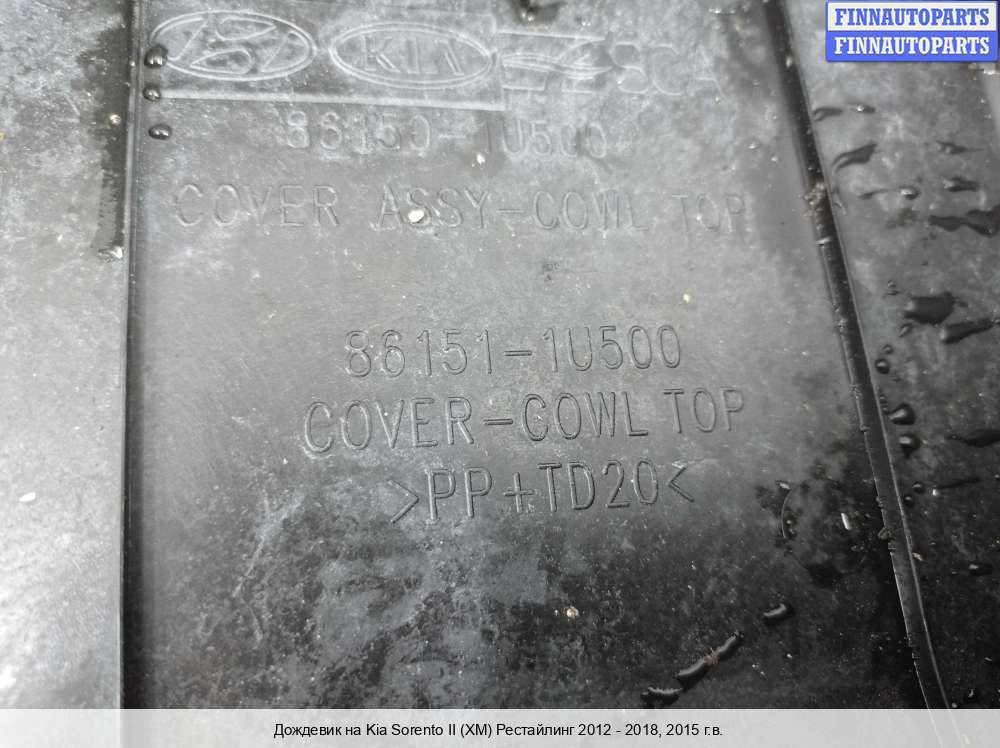 FINNAUTOPARTS
FINNAUTOPARTS
KIA
86150-1U500
COVER ASSY-COWL TOP
86151-1U500
COVER-COWL TOP
>PP+TD20<
Дождевик на Kia Sorento II (XM) Рестайлинг 2012 - 2018, 2015 г.в.